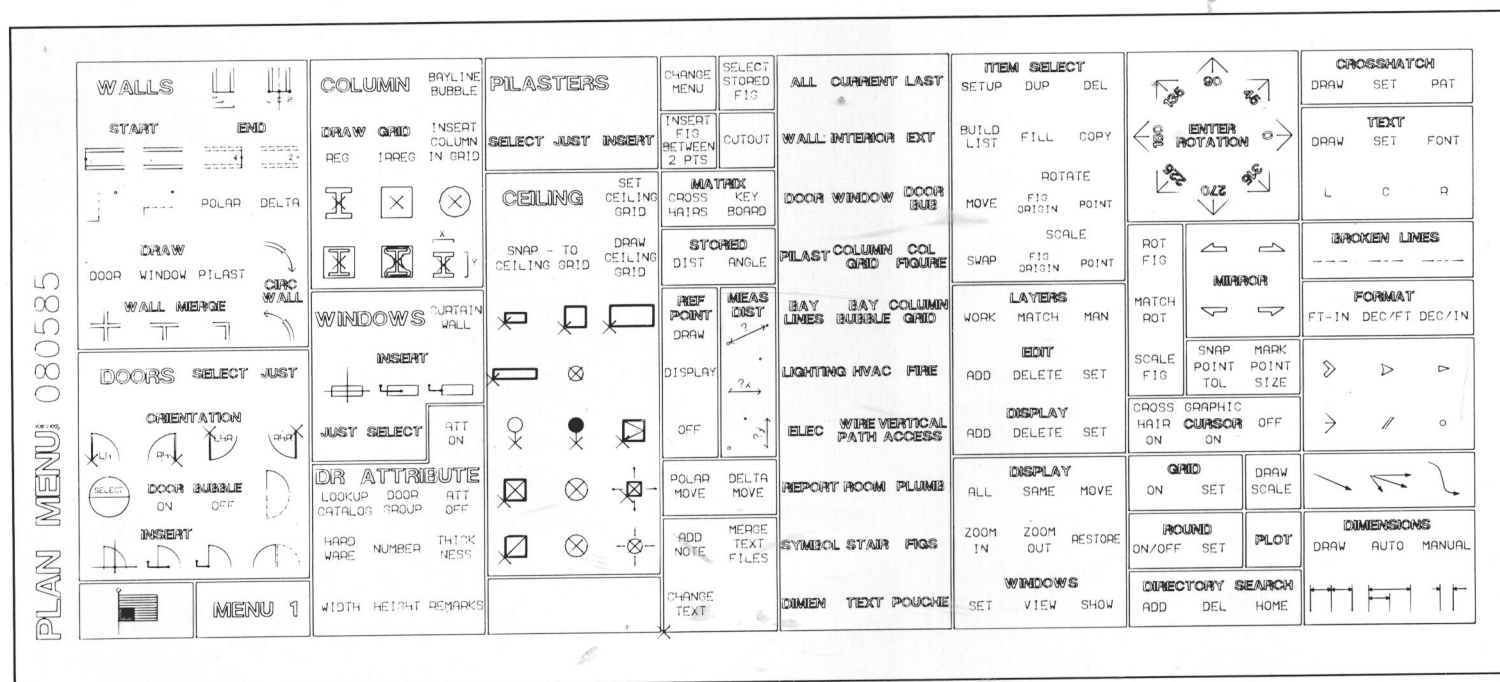 PLAN MENU 080585
WALLS
L C R
START END
4 2
POLAR DELTA
DRAW
DOOR WINDOW PILAST
CIRC
WALL
WALL MERGE
DOORS SELECT JUST
ORIENTATION
LH RH LHR RHR
SELECT
DOOR BUBBLE
ON OFF
INSERT
MENU 1
COLUMN
BAYLINE
BUBBLE
DRAW GRID
REG IRREG
INSERT
COLUMN
IN GRID
X
Y
WINDOWS
CURTAIN
WALL
INSERT
JUST SELECT
ATT
ON
DR ATTRIBUTE
LOOKUP DOOR ATT
CATALOG GROUP OFF
HARD
WARE
NUMBER
THICK
NESS
WIDTH HEIGHT REMARKS
PILASTERS
SELECT JUST INSERT
CEILING
SET
CEILING
GRID
SNAP - TO
CEILING GRID
DRAW
CEILING
GRID
CHANGE
MENU
SELECT
STORED
FIG
INSERT
FIG
BETWEEN
2 PTS
CUTOUT
MATRIX
CROSS KEY
HAIRS BOARD
STORED
DIST ANGLE
REF
POINT
DRAW
DISPLAY
OFF
MEAS
DIST
?
?X
?Y
POLAR
MOVE
DELTA
MOVE
ADD
NOTE
MERGE
TEXT
FILES
CHANGE
TEXT
ALL CURRENT LAST
WALL INTERIOR EXT
DOOR WINDOW DOOR
BUB
PILAST COLUMN COL
GRID FIGURE
BAY BAY COLUMN
LINES BUBBLE GRID
LIGHTING HVAC FIRE
ELEC WIRE VERTICAL
PATH ACCESS
REPORT ROOM PLUMB
SYMBOL STAIR FIGS
DIMEN TEXT POUCHE
ITEM SELECT
SETUP DUP DEL
BUILD
LIST
FILL COPY
ROTATE
MOVE FIG
ORIGIN POINT
SCALE
SWAP FIG
ORIGIN POINT
LAYERS
WORK MATCH MAN
EDIT
ADD DELETE SET
DISPLAY
ADD DELETE SET
DISPLAY
ALL SAME MOVE
ZOOM ZOOM RESTORE
IN OUT
WINDOWS
SET VIEW SHOW
90
135 45
180 ENTER 0
ROTATION
225 315
270
ROT
FIG
MATCH
ROT
SCALE
FIG
MIRROR
SNAP MARK
POINT POINT
TOL SIZE
CROSS GRAPHIC
HAIR CURSOR OFF
ON ON
GRID
ON SET
DRAW
SCALE
ROUND
ON/OFF SET
PLOT
DIRECTORY SEARCH
ADD DEL HOME
CROSSHATCH
DRAW SET PAT
TEXT
DRAW SET FONT
L C R
BROKEN LINES
FORMAT
FT-IN DEC/FT DEC/IN
DIMENSIONS
DRAW AUTO MANUAL